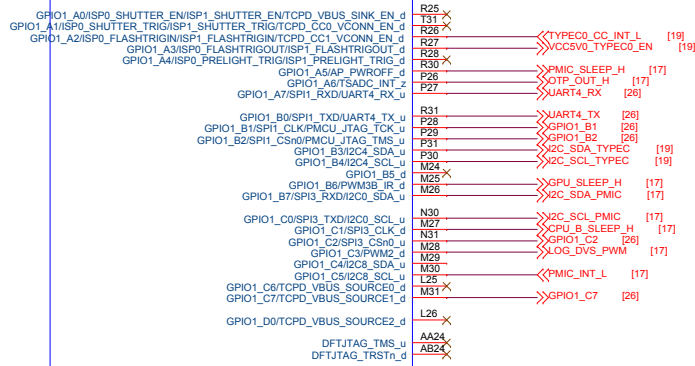 GPIO1_A0/ISP0_SHUTTER_EN/ISP1_SHUTTER_EN/TCPD_VBUS_SINK_EN_d R25
GPIO1_A1/ISP0_SHUTTER_TRIG/ISP1_SHUTTER_TRIG/TCPD_CC0_VCONN_EN_d T31
GPIO1_A2/ISP0_FLASHTRIGIN/ISP1_FLASHTRIGIN/TCPD_CC1_VCONN_EN_d R26 TYPEC0_CC_INT_L [19]
GPIO1_A3/ISP0_FLASHTRIGOUT/ISP1_FLASHTRIGOUT_d R27 VCC5V0_TYPEC0_EN [19]
GPIO1_A4/ISP0_PRELIGHT_TRIG/ISP1_PRELIGHT_TRIG_d R28
GPIO1_A5/AP_PWROFF_d R30 PMIC_SLEEP_H [17]
GPIO1_A6/TSADC_INT_z P26 OTP_OUT_H [17]
GPIO1_A7/SPI1_RXD/UART4_RX_u P27 UART4_RX [26]
GPIO1_B0/SPI1_TXD/UART4_TX_u R31 UART4_TX [26]
GPIO1_B1/SPI1_CLK/PMCU_JTAG_TCK_u P28 GPIO1_B1 [26]
GPIO1_B2/SPI1_CSn0/PMCU_JTAG_TMS_u P29 GPIO1_B2 [26]
GPIO1_B3/I2C4_SDA_u P31 I2C_SDA_TYPEC [19]
GPIO1_B4/I2C4_SCL_u P30 I2C_SCL_TYPEC [19]
GPIO1_B5_d M24
GPIO1_B6/PWM3B_IR_d M25 GPU_SLEEP_H [17]
GPIO1_B7/SPI3_RXD/I2C0_SDA_u M26 I2C_SDA_PMIC [17]
GPIO1_C0/SPI3_TXD/I2C0_SCL_u N30 I2C_SCL_PMIC [17]
GPIO1_C1/SPI3_CLK_d M27 CPU_B_SLEEP_H [17]
GPIO1_C2/SPI3_CSn0_u N31 GPIO1_C2 [26]
GPIO1_C3/PWM2_d M28 LOG_DVS_PWM [17]
GPIO1_C4/I2C8_SDA_u M29
GPIO1_C5/I2C8_SCL_u M30 PMIC_INT_L [17]
GPIO1_C6/TCPD_VBUS_SOURCE0_d L25
GPIO1_C7/TCPD_VBUS_SOURCE1_d M31 GPIO1_C7 [26]
GPIO1_D0/TCPD_VBUS_SOURCE2_d L26
DFTJTAG_TMS_u AA24
DFTJTAG_TRSTn_d AB24